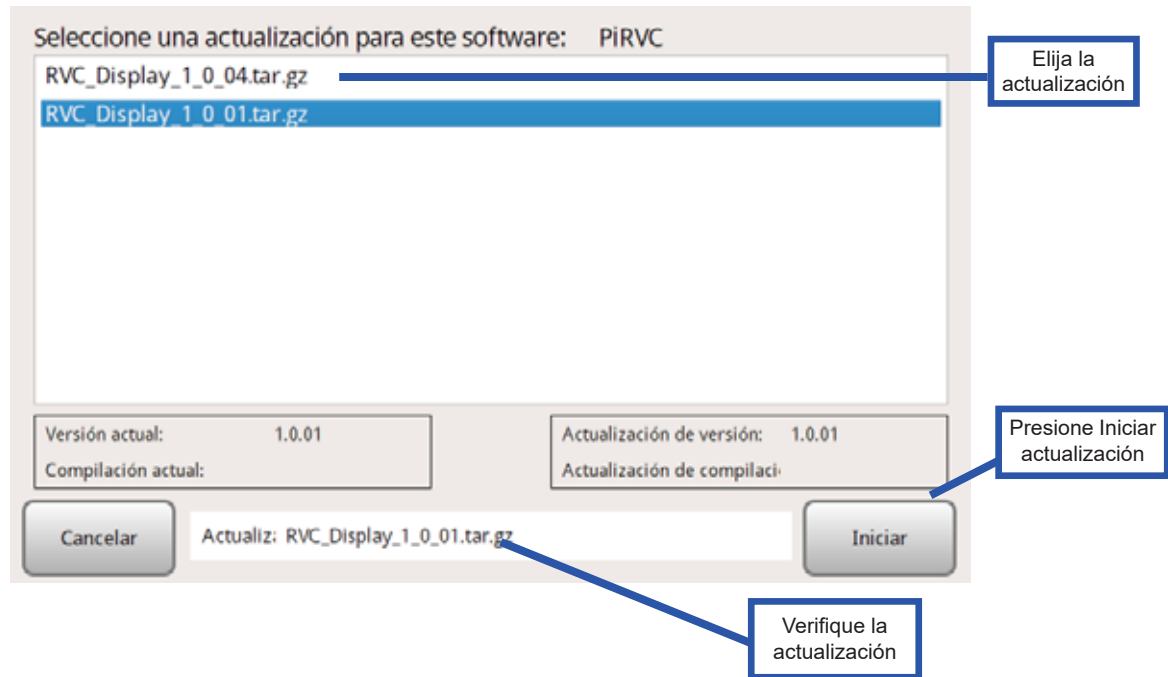 Seleccione una actualización para este software: PiRVC
RVC_Display_1_0_04.tar.gz
Elija la
actualización
RVC_Display_1_0_01.tar.gz
Versión actual: 1.0.01
Compilación actual:
Actualización de versión: 1.0.01
Actualización de compilaci
Presione Iniciar
actualización
Cancelar
Actualiz: RVC_Display_1_0_01.tar.gz
Iniciar
Verifique la
actualización